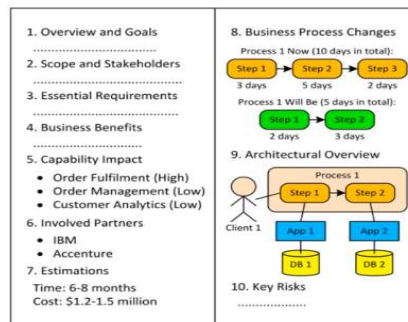 1. Overview and Goals
.................................
2. Scope and Stakeholders
........................................
3. Essential Requirements
.....................................
4. Business Benefits
.................................
5. Capability Impact
• Order Fulfilment (High)
• Order Management (Low)
• Customer Analytics (Low)
6. Involved Partners
• IBM
• Accenture
7. Estimations
Time: 6-8 months
Cost: $1.2-1.5 million
8. Business Process Changes
Process 1 Now (10 days in total):
Step 1 Step 2 Step 3
3 days 5 days 2 days
Process 1 Will Be (5 days in total):
Step 1 Step 2
2 days 3 days
9. Architectural Overview
Process 1
Step 1 Step 2
Client 1
App 1 App 2
DB 1 DB 2
10. Key Risks
....................